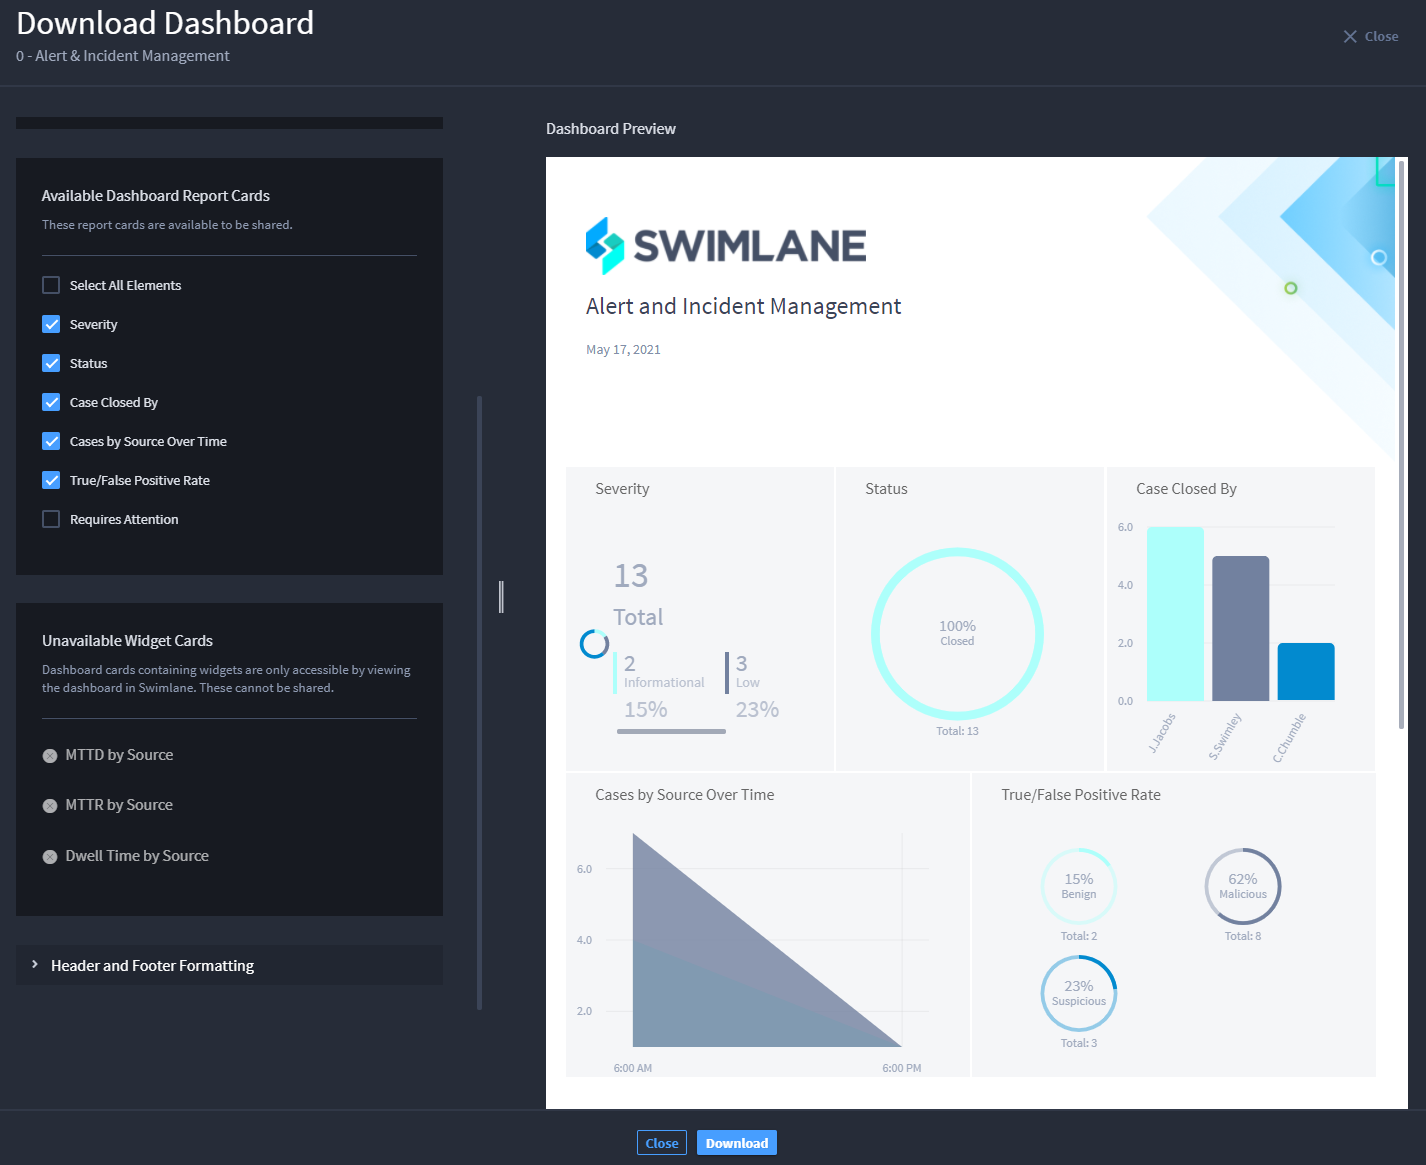 Download Dashboard
0 - Alert & Incident Management
Close
Available Dashboard Report Cards
These report cards are available to be shared.
Select All Elements
Severity
Status
Case Closed By
Cases by Source Over Time
True/False Positive Rate
Requires Attention
Unavailable Widget Cards
Dashboard cards containing widgets are only accessible by viewing
the dashboard in Swimlane. These cannot be shared.
MTTD by Source
MTTR by Source
Dwell Time by Source
Header and Footer Formatting
Dashboard Preview
SWIMLANE
Alert and Incident Management
May 17, 2021
Severity
13
Total
2
Informational
15%
3
Low
23%
Status
100%
Closed
Total: 13
Case Closed By
6.0
4.0
2.0
0.0
J.Jacobs
S.Swimley
C.Chumble
Cases by Source Over Time
6.0
4.0
2.0
6:00 AM
6:00 PM
True/False Positive Rate
15%
Benign
Total: 2
62%
Malicious
Total: 8
23%
Suspicious
Total: 3
Close
Download